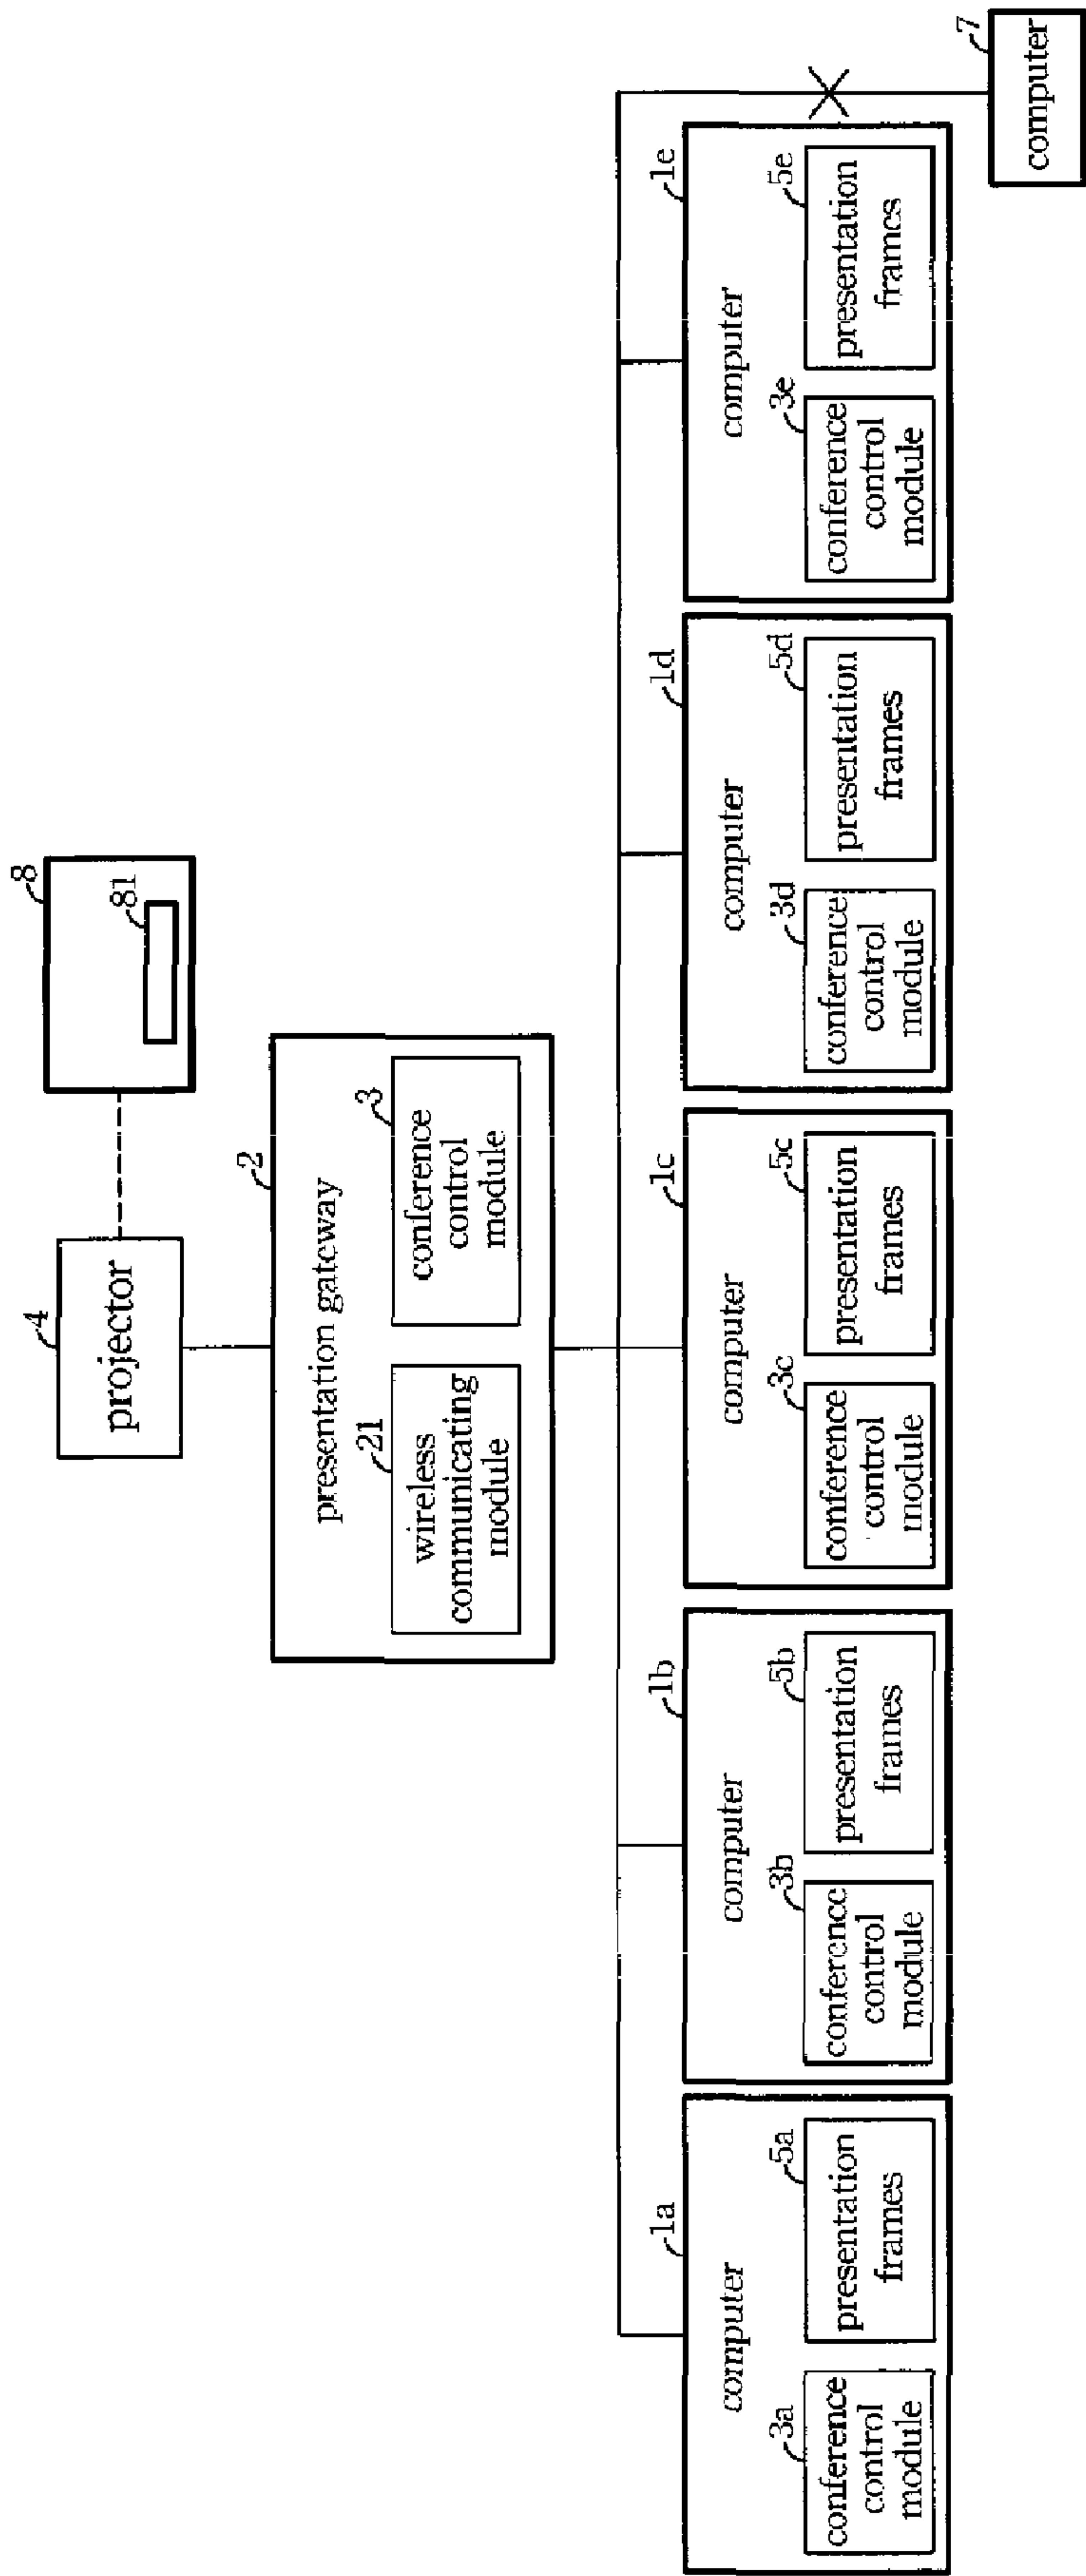 8
81
4
projector
2
presentation gateway
21
wireless
communicating
module
3
conference
control
module
1a
computer
3a
conference
control
module
5a
presentation
frames
1b
computer
3b
conference
control
module
5b
presentation
frames
1c
computer
3c
conference
control
module
5c
presentation
frames
1d
computer
3d
conference
control
module
5d
presentation
frames
1e
computer
3e
conference
control
module
5e
presentation
frames
7
computer